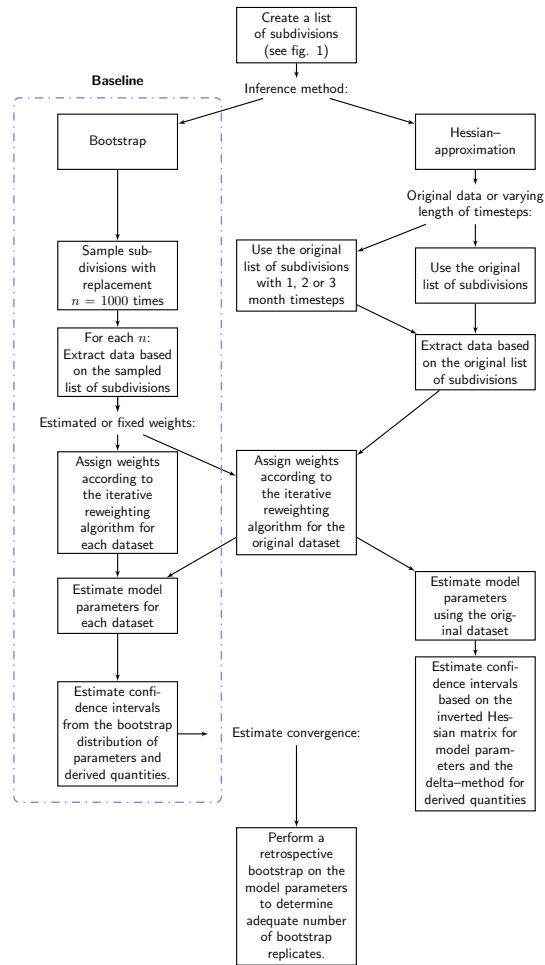 Create a list
of subdivisions
(see fig. 1)
Baseline
Inference method:
Bootstrap
Hessian–
approximation
Original data or varying
length of timesteps:
Sample sub-
divisions with
replacement
n = 1000 times
Use the original
list of subdivisions
with 1, 2 or 3
month timesteps
Use the original
list of subdivisions
For each n:
Extract data based
on the sampled
list of subdivisions
Extract data based
on the original list
of subdivisions
Estimated or fixed weights:
Assign weights
according to
the iterative
reweighting
algorithm for
each dataset
Assign weights
according to
the iterative
reweighting
algorithm for the
original dataset
Estimate model
parameters for
each dataset
Estimate model
parameters
using the orig-
inal dataset
Estimate confi-
dence intervals
from the bootstrap
distribution of
parameters and
derived quantities.
Estimate convergence:
Estimate confidence intervals
based on the
inverted Hes-
sian matrix for
model param-
eters and the
delta–method for
derived quantities
Perform a
retrospective
bootstrap on the
model parameters
to determine
adequate number
of bootstrap
replicates.